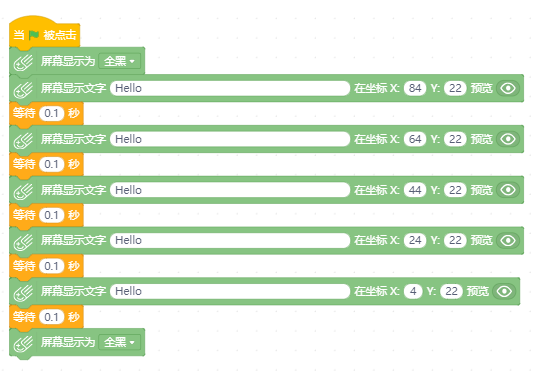 当 被点击
屏幕显示为 全黑
屏幕显示文字 Hello 在坐标 X: 84 Y: 22 预览
等待 0.1 秒
屏幕显示文字 Hello 在坐标 X: 64 Y: 22 预览
等待 0.1 秒
屏幕显示文字 Hello 在坐标 X: 44 Y: 22 预览
等待 0.1 秒
屏幕显示文字 Hello 在坐标 X: 24 Y: 22 预览
等待 0.1 秒
屏幕显示文字 Hello 在坐标 X: 4 Y: 22 预览
等待 0.1 秒
屏幕显示为 全黑